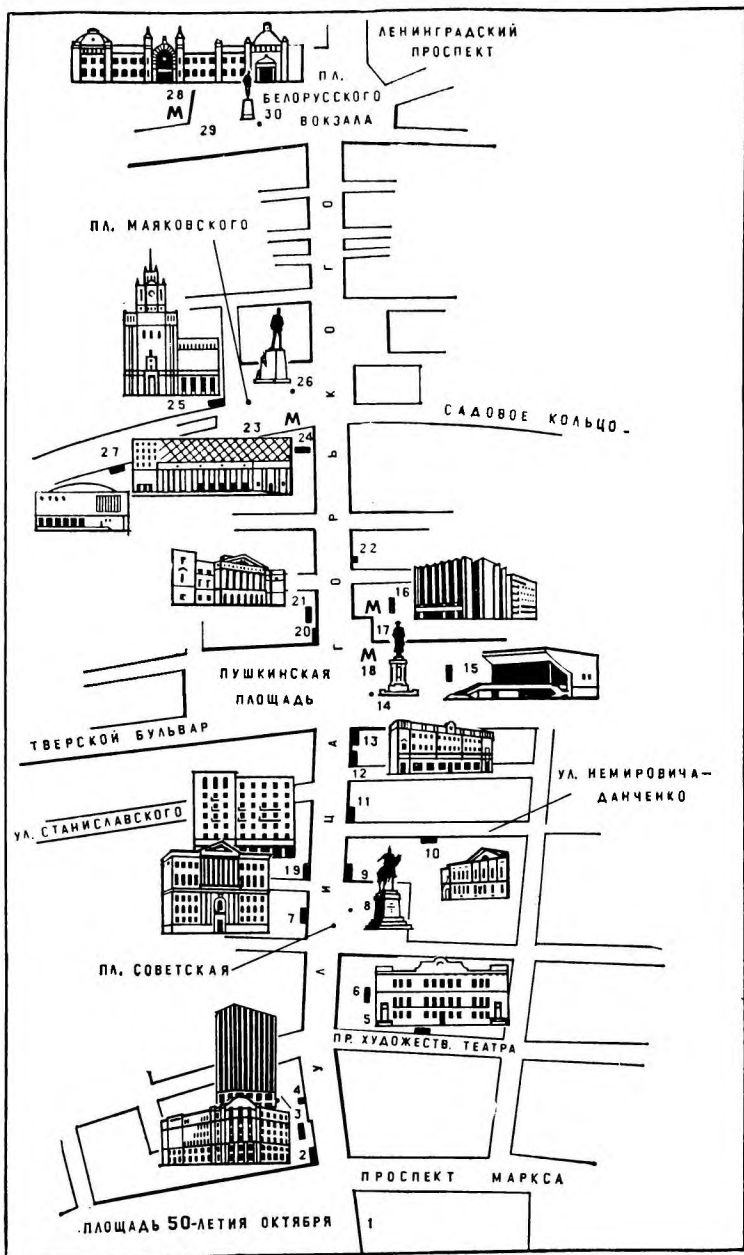 ЛЕНИНГРАДСКИЙ
ПРОСПЕКТ
ПЛ.
БЕЛОРУССКОГО
ВОКЗАЛА
28
М
29
30
ПЛ. МАЯКОВСКОГО
26
25
САДОВОЕ КОЛЬЦО
23
М
24
27
22
21
20
16
М
17
М
18
15
14
ПУШКИНСКАЯ
ПЛОЩАДЬ
ТВЕРСКОЙ БУЛЬВАР
13
12
УЛ. НЕМИРОВИЧА-
ДАНЧЕНКО
11
УЛ. СТАНИСЛАВСКОГО
10
19
9
8
7
ПЛ. СОВЕТСКАЯ
6
5
ПР. ХУДОЖЕСТВ. ТЕАТРА
4
3
2
УЛИЦА ГОРЬКОГО
ПРОСПЕКТ МАРКСА
ПЛОЩАДЬ 50-ЛЕТИЯ ОКТЯБРЯ
1